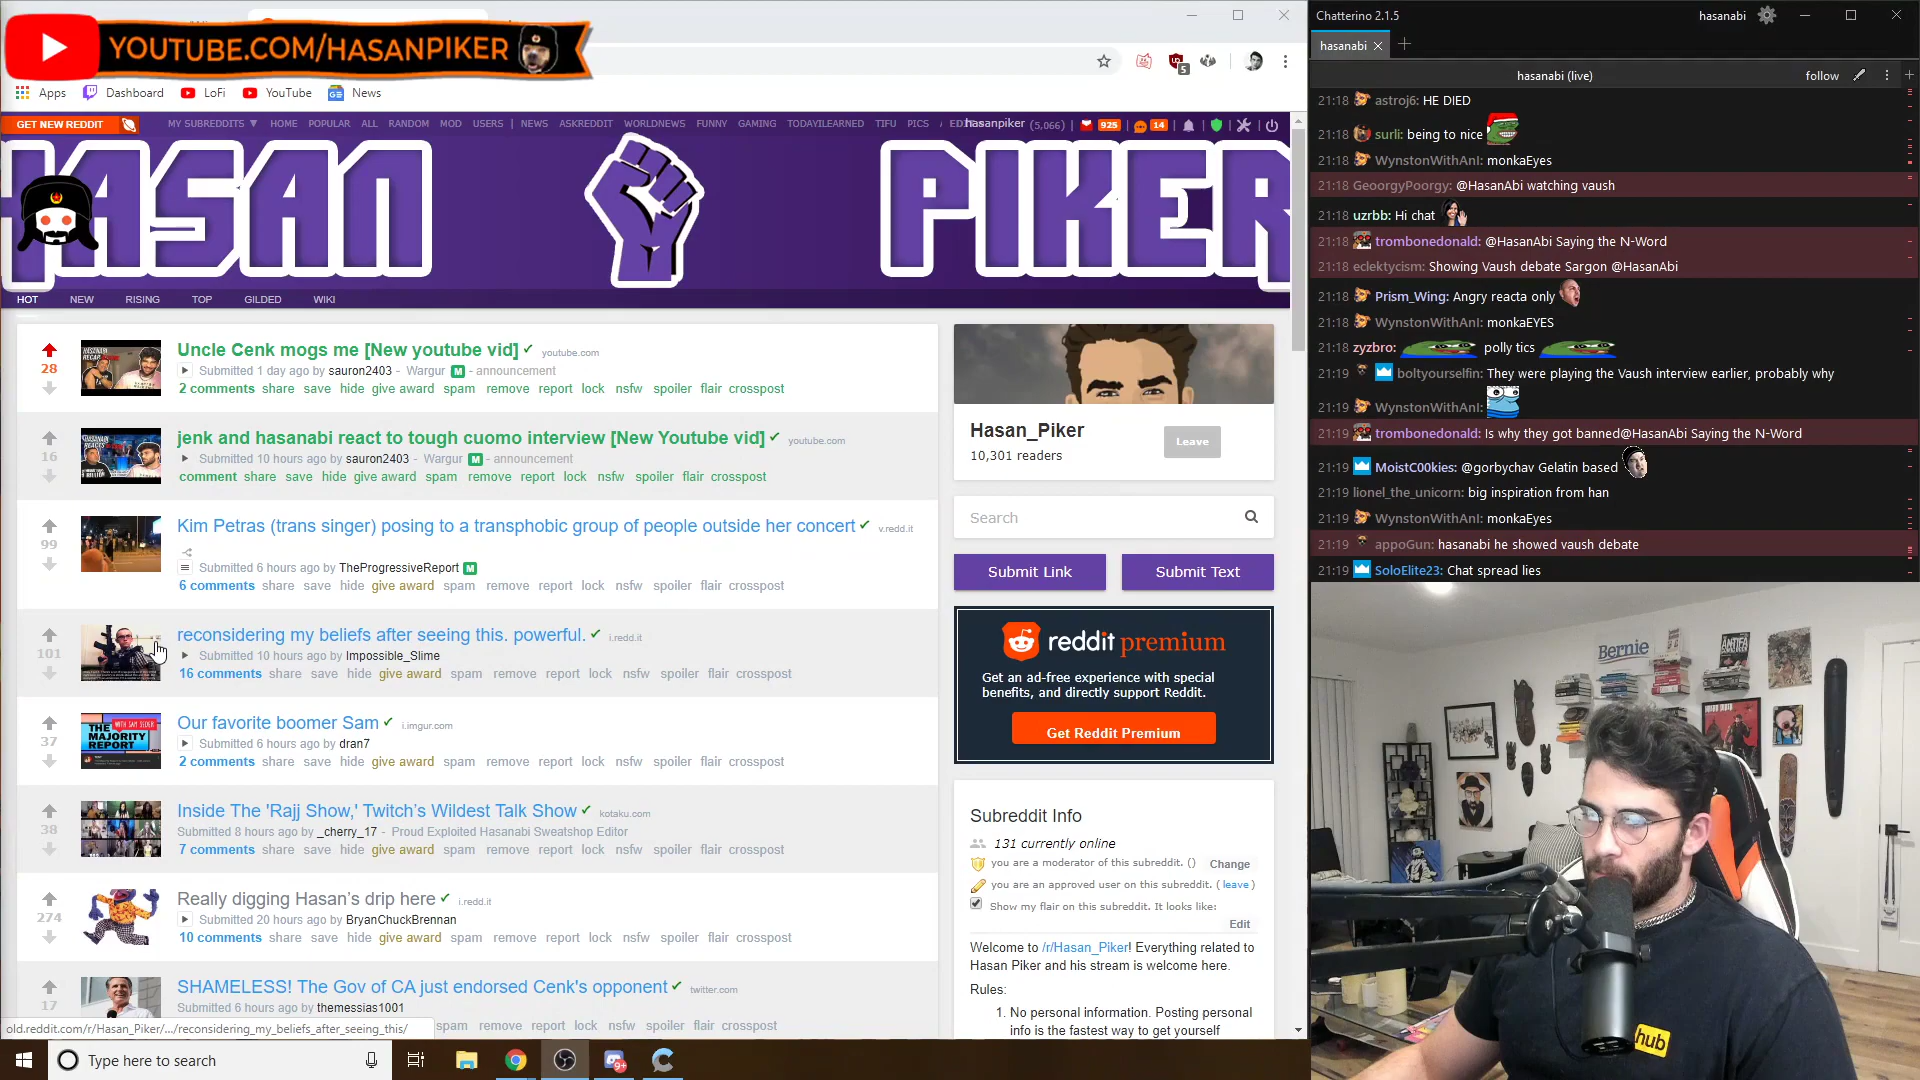 YOUTUBE.COM/HASANPIKER
Apps
Dashboard
LoFi
YouTube
News
GET NEW REDDIT
MY SUBREDDITS ▼ HOME POPULAR ALL RANDOM MOD USERS | NEWS ASKREDDIT WORLDNEWS FUNNY GAMING TODAYILEARNED TIFU PICS
hasanpiker (5,066) | 925 | 14
HASAN PIKER
HOT NEW RISING TOP GILDED WIKI
28
Uncle Cenk mogs me [New youtube vid] ✓ youtube.com
Submitted 1 day ago by sauron2403 - Wargur M - announcement
2 comments share save hide give award spam remove report lock nsfw spoiler flair crosspost
16
jenk and hasanabi react to tough cuomo interview [New Youtube vid] ✓ youtube.com
Submitted 10 hours ago by sauron2403 - Wargur M - announcement
comment share save hide give award spam remove report lock nsfw spoiler flair crosspost
99
Kim Petras (trans singer) posing to a transphobic group of people outside her concert ✓ v.redd.it
Submitted 6 hours ago by TheProgressiveReport M
6 comments share save hide give award spam remove report lock nsfw spoiler flair crosspost
101
reconsidering my beliefs after seeing this. powerful. ✓ i.redd.it
Submitted 10 hours ago by Impossible_Slime
16 comments share save hide give award spam remove report lock nsfw spoiler flair crosspost
37
THE MAJORITY REPORT
WITH SAM SEDER
Our favorite boomer Sam ✓ i.imgur.com
Submitted 6 hours ago by dran7
2 comments share save hide give award spam remove report lock nsfw spoiler flair crosspost
38
Inside The 'Rajj Show,' Twitch's Wildest Talk Show ✓ kotaku.com
Submitted 8 hours ago by _cherry_17 - Proud Exploited Hasanabi Sweatshop Editor
7 comments share save hide give award spam remove report lock nsfw spoiler flair crosspost
274
Really digging Hasan's drip here ✓ i.redd.it
Submitted 20 hours ago by BryanChuckBrennan
10 comments share save hide give award spam remove report lock nsfw spoiler flair crosspost
17
SHAMELESS! The Gov of CA just endorsed Cenk's opponent ✓ twitter.com
Submitted 6 hours ago by themessias1001
spam remove report lock nsfw spoiler flair crosspost
old.reddit.com/r/Hasan_Piker/.../reconsidering_my_beliefs_after_seeing_this/
Hasan_Piker
Leave
10,301 readers
Search
Submit Link
Submit Text
reddit premium
Get an ad-free experience with special
benefits, and directly support Reddit.
Get Reddit Premium
Subreddit Info
131 currently online
you are a moderator of this subreddit. () Change
you are an approved user on this subreddit. (leave)
Show my flair on this subreddit. It looks like:
Edit
Welcome to /r/Hasan_Piker! Everything related to
Hasan Piker and his stream is welcome here.
Rules:
1. No personal information. Posting personal
info is the fastest way to get yourself
Type here to search
Chatterino 2.1.5
hasanabi
hasanabi
hasanabi (live)
follow
21:18 astroj6: HE DIED
21:18 surli: being to nice
21:18 WynstonWithAnI: monkaEyes
21:18 GeoorgyPoorgy: @HasanAbi watching vaush
21:18 uzrbb: Hi chat
21:18 trombonedonald: @HasanAbi Saying the N-Word
21:18 eclektycism: Showing Vaush debate Sargon @HasanAbi
21:18 Prism_Wing: Angry reacta only
21:18 WynstonWithAnI: monkaEYES
21:18 zyzbro: polly tics
21:19 boltyourselfin: They were playing the Vaush interview earlier, probably why
21:19 WynstonWithAnI:
21:19 trombonedonald: Is why they got banned@HasanAbi Saying the N-Word
21:19 MoistC00kies: @gorbychav Gelatin based
21:19 lionel_the_unicorn: big inspiration from han
21:19 WynstonWithAnI: monkaEyes
21:19 appoGun: hasanabi he showed vaush debate
21:19 SoloElite23: Chat spread lies
Bernie
ANTIFA
hub